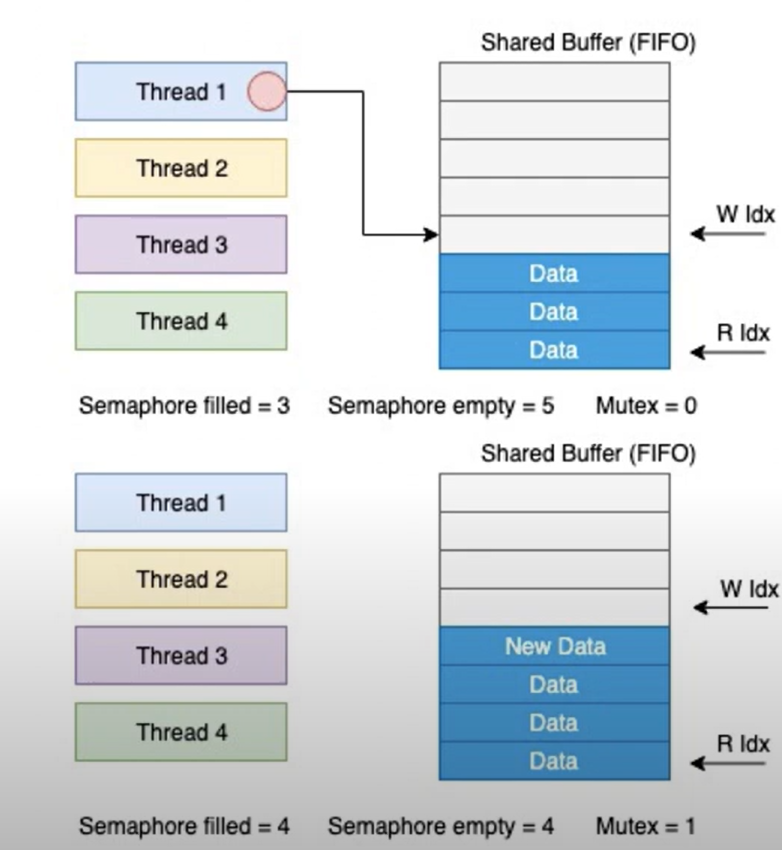 Shared Buffer (FIFO)
Thread 1
Thread 2
Thread 3
Thread 4
W Idx
Data
Data
R Idx
Data
Semaphore filled = 3 Semaphore empty = 5 Mutex = 0
Shared Buffer (FIFO)
Thread 1
Thread 2
Thread 3
Thread 4
W Idx
New Data
Data
Data
R Idx
Data
Semaphore filled = 4 Semaphore empty = 4 Mutex = 1